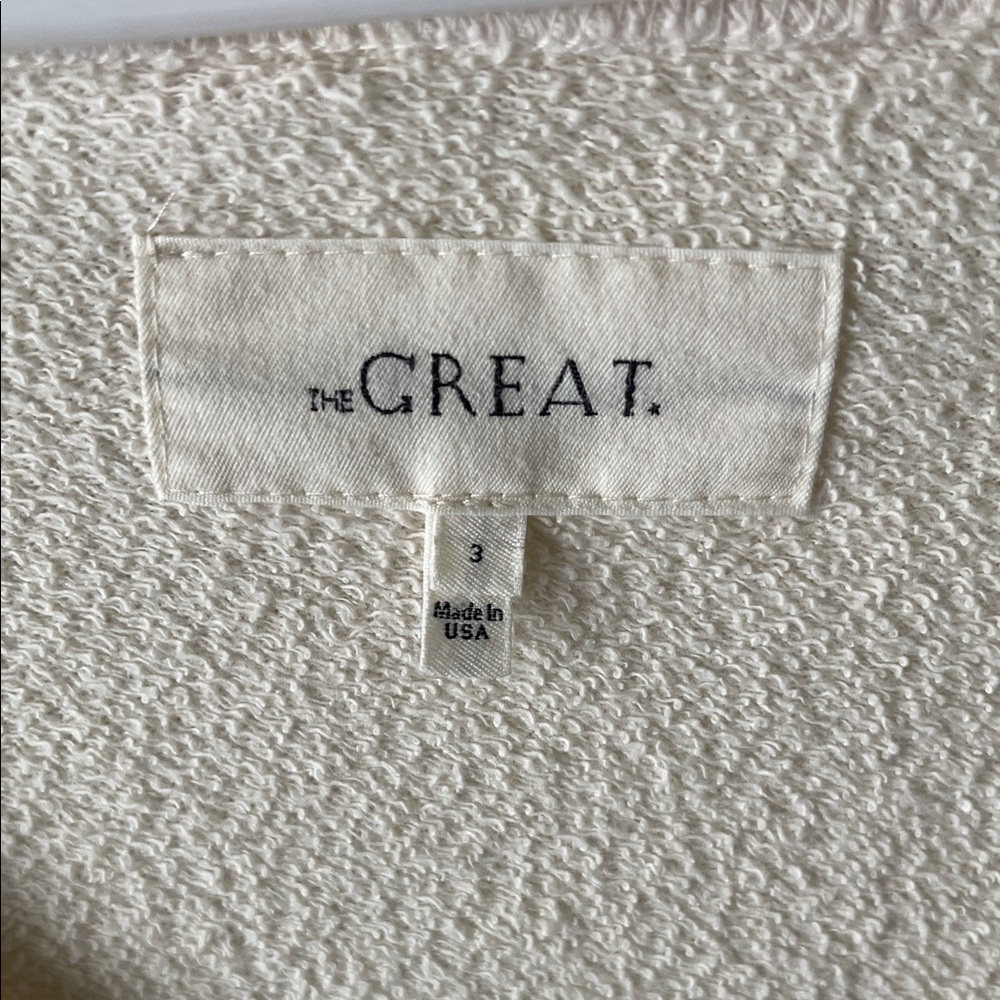 THE GREAT.
3
Made in
USA